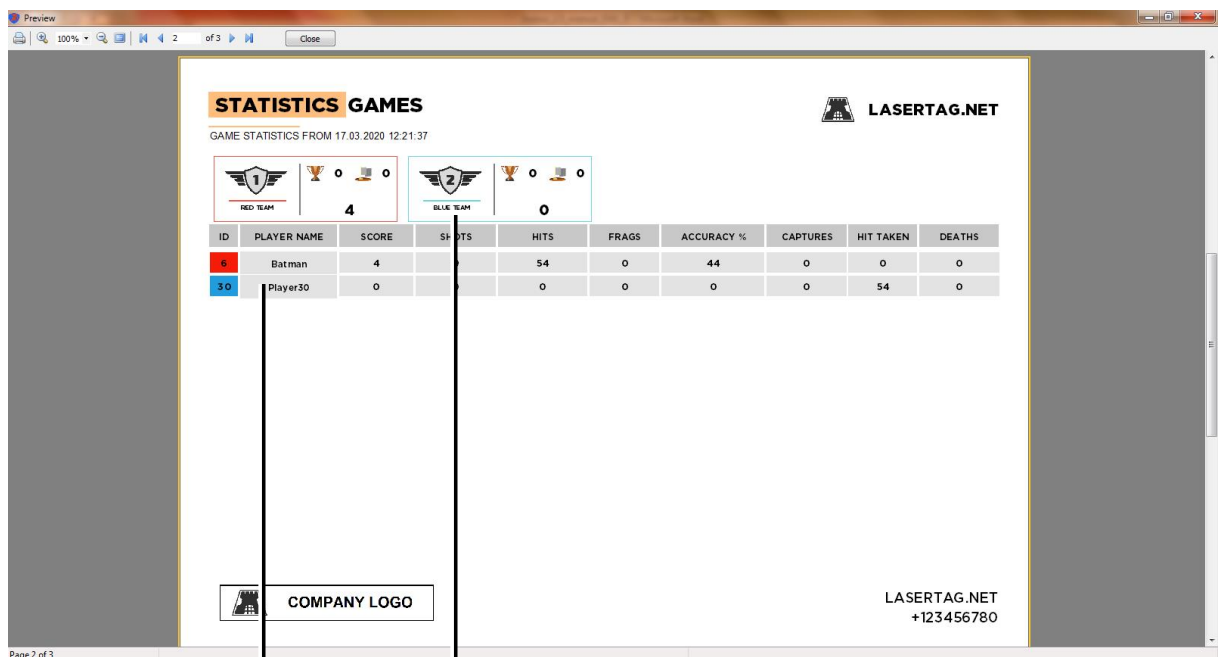 Preview
100% 2 of 3 Close
STATISTICS GAMES
LASERTAG.NET
GAME STATISTICS FROM 17.03.2020 12:21:37
1 0 0
RED TEAM 4
2 0 0
BLUE TEAM 0
ID PLAYER NAME SCORE SHOTS HITS FRAGS ACCURACY % CAPTURES HIT TAKEN DEATHS
6 Batman 4 54 0 44 0 0 0
30 Player30 0 0 0 0 0 54 0
COMPANY LOGO
LASERTAG.NET
+123456780
Page 2 of 3